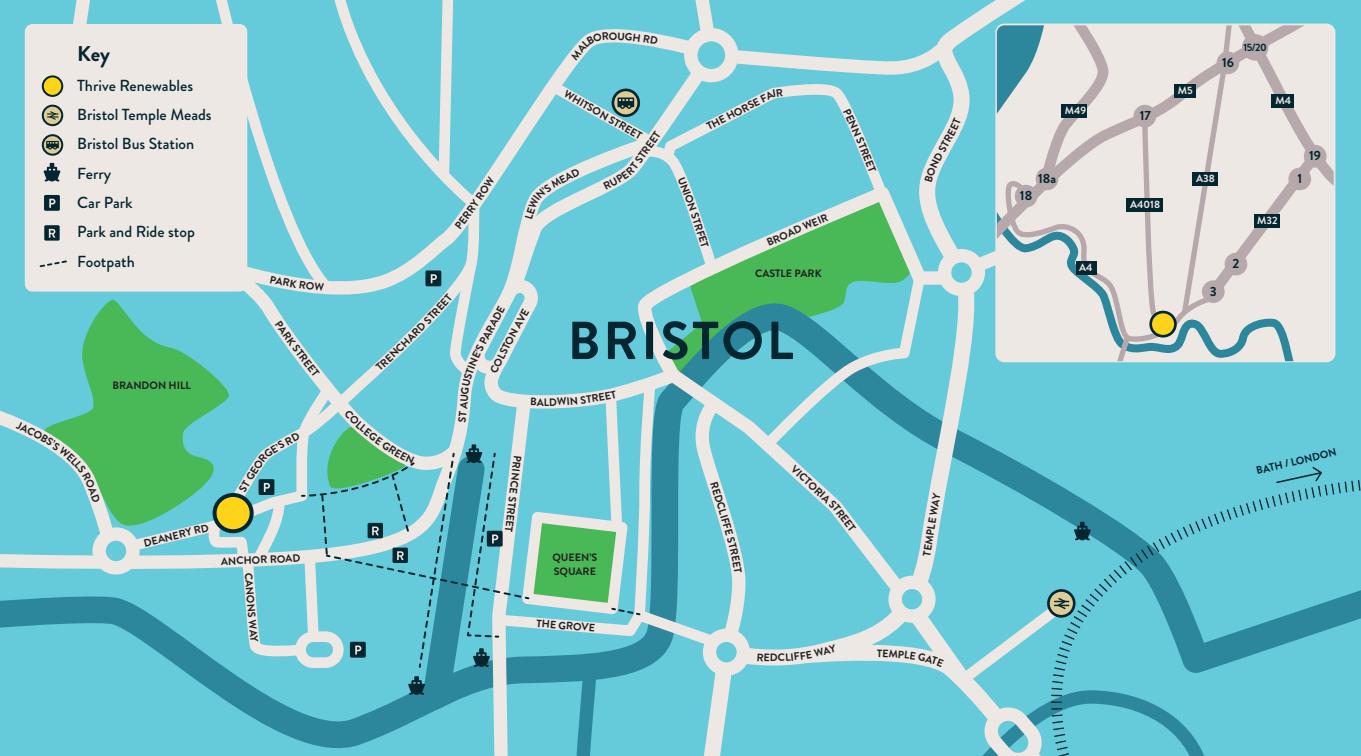 Key
Thrive Renewables
Bristol Temple Meads
Bristol Bus Station
Ferry
P
Car Park
R
Park and Ride stop
Footpath
MALBOROUGH RD
WHITSON STREET
THE HORSE FAIR
PENN STREET
BOND STREET
RUPERT STREET
LEWIN'S MEAD
PERRY ROW
UNION STRFET
BROAD WEIR
CASTLE PARK
PARK ROW
P
PARK STREET
TRENCHARD STREET
ST AUGUSTINE'S PARADE
COLSTON AVE
BRISTOL
BRANDON HILL
BALDWIN STREET
JACOBS'S WELLS ROAD
ST GEORGE'S RD
COLLEGE GREEN
PRINCE STREET
P
DEANERY RD
ANCHOR ROAD
CANONS WAY
R
R
P
P
QUEEN'S
SQUARE
THE GROVE
REDCLIFFE STREET
VICTORIA STREET
TEMPLE WAY
REDCLIFFE WAY
TEMPLE GATE
BATH / LONDON
15/20
16
M5
M4
M49
17
19
18a
18
A38
1
A4018
M32
A4
2
3